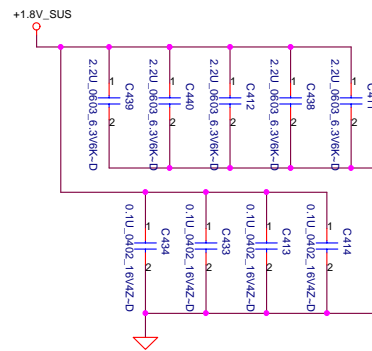 +1.8V_SUS
1
2
2.2U_0603_6.3V6K~D
C439
1
2
2.2U_0603_6.3V6K~D
C440
1
2
2.2U_0603_6.3V6K~D
C412
1
2
2.2U_0603_6.3V6K~D
C438
1
2
2.2U_0603_6.3V6K~D
1
2
0.1U_0402_16V4Z~D
C434
1
2
0.1U_0402_16V4Z~D
C433
1
2
0.1U_0402_16V4Z~D
C413
1
2
0.1U_0402_16V4Z~D
C414